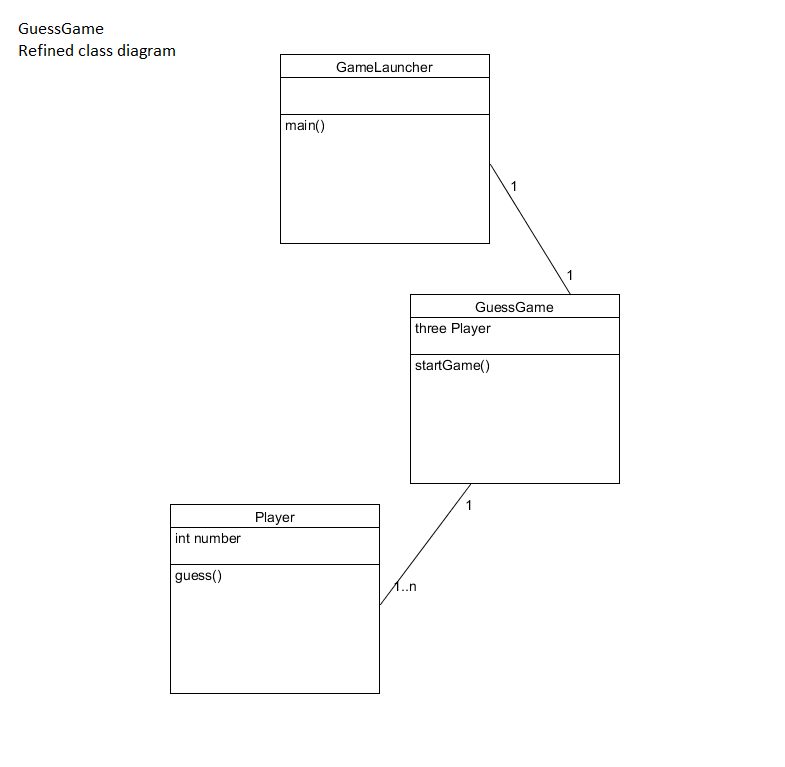 GuessGame
Refined class diagram
GameLauncher
main()
1
1
GuessGame
three Player
startGame()
1
Player
int number
guess()
1..n